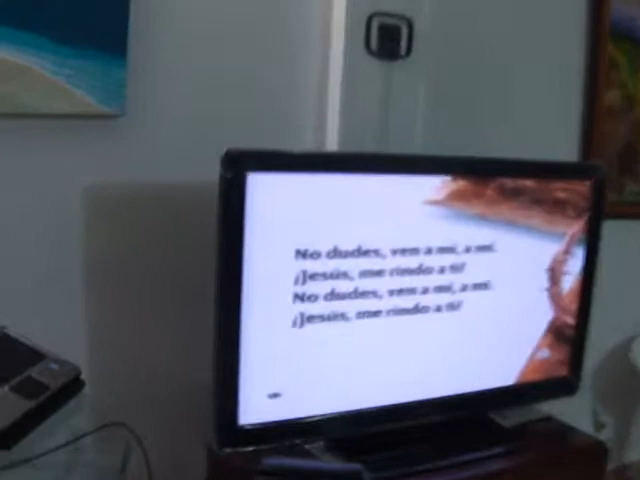 No dudes, ven a mí, a mí.
¡Jesús, me rindo a ti!
No dudes, ven a mí, a mí.
¡Jesús, me rindo a ti!